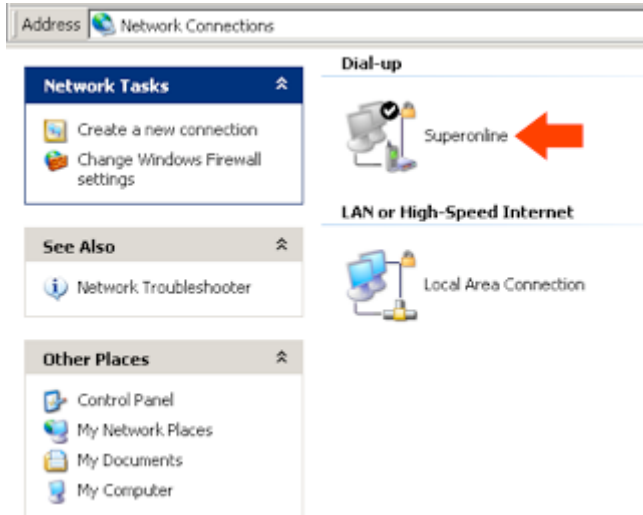 Address Network Connections
Network Tasks
Create a new connection
Change Windows Firewall
settings
See Also
Network Troubleshooter
Other Places
Control Panel
My Network Places
My Documents
My Computer
Dial-up
Superonline
LAN or High-Speed Internet
Local Area Connection